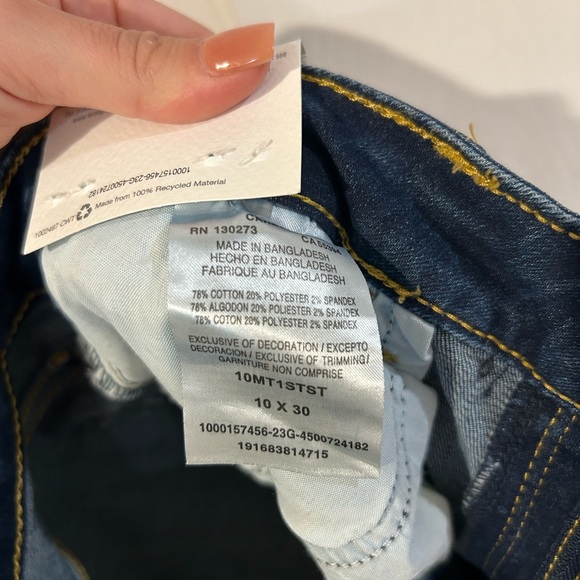 1000157456-23G-4500724182
Made from 100% Recycled Material
RN 130273
MADE IN BANGLADESH
HECHO EN BANGLADESH
FABRIQUE AU BANGLADESH
78% COTTON 20% POLYESTER 2% SPANDEX
78% ALGODON 20% POLIESTER 2% SPANDEX
78% COTON 20% POLYESTER 2% SPANDEX
EXCLUSIVE OF DECORATION / EXCEPTO
DECORACION / EXCLUSIVE OF TRIMMING /
GARNITURE NON COMPRISE
10MT1STST
10 X 30
1000157456-23G-4500724182
191683814715